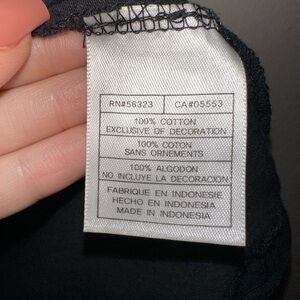 RN#56323 CA#05553
100% COTTON
EXCLUSIVE OF DECORATION
100% COTON
SANS ORNEMENTS
100% ALGODON
NO INCLUYE LA DECORACION
FABRIQUE EN INDONESIE
HECHO EN INDONESIA
MADE IN INDONESIA